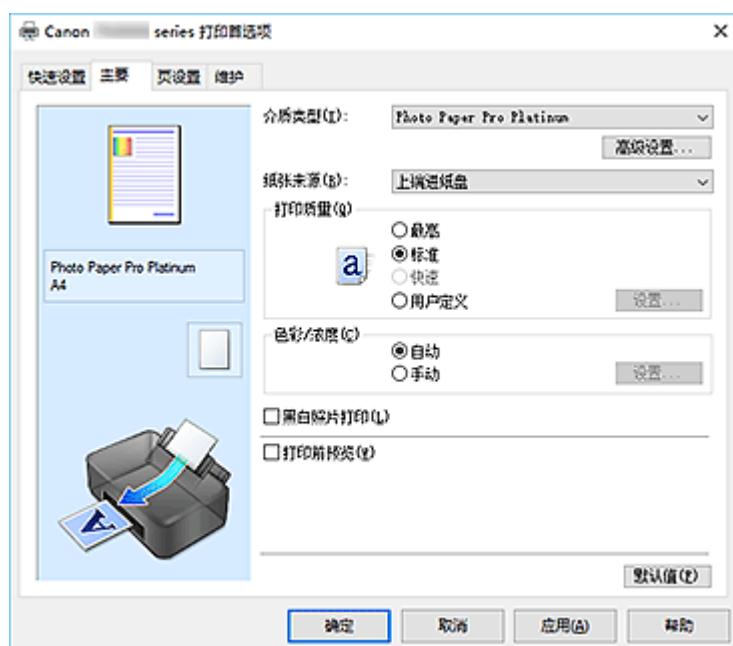 Canon series 打印首选项
快速设置 主要 页设置 维护
介质类型(T): Photo Paper Pro Platinum
高级设置...
纸张来源(B): 上端进纸盘
打印质量(Q)
最高
标准
快速
用户定义 设置...
a
Photo Paper Pro Platinum
A4
色彩/浓度(C)
自动
手动 设置...
黑白照片打印(L)
打印前预览(V)
A
默认值(F)
确定 取消 应用(A) 帮助